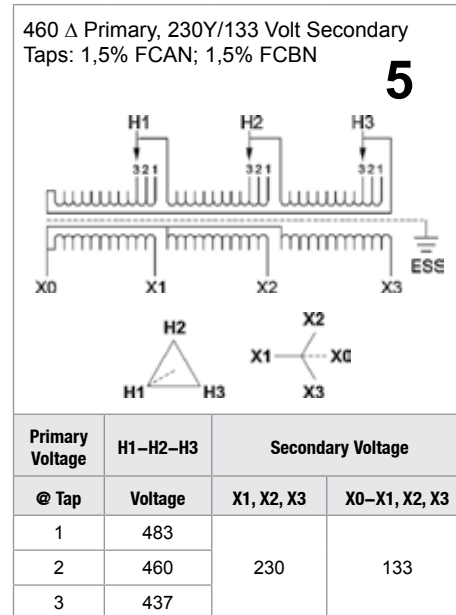 460 Δ Primary, 230Y/133 Volt Secondary
Taps: 1,5% FCAN; 1,5% FCBN
5
H1 H2 H3
3 2 1 3 2 1 3 2 1
ESS
X0 X1 X2 X3
H2
H1 H3
X2
X1 X0
X3
Primary Voltage @ Tap
H1–H2–H3 Voltage
Secondary Voltage
X1, X2, X3 X0–X1, X2, X3
1 483
2 460 230 133
3 437